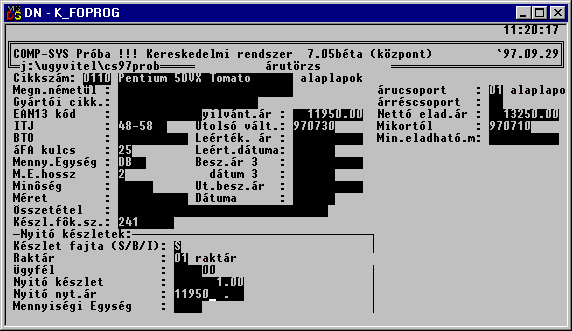 DN - K_FOPROG
11:20:17
COMP-SYS Próba !!! Kereskedelmi rendszer 7.05béta (központ) `97.09.29
j:\ugyvitel\cs97prob árutörzs
Cikkszám: 0110 Pentium 5DVX Tomato alaplapok
Megn.németül : árucsoport : 01 alaplapo
Gyártói cikk.: árréscsoport :
EAN13 kód : yilvánt.ár : 11950.00 Nettó elad.ár : 13250.00
ITJ : 48-58 Utolsó vált.: 970730 Mikortól : 970710
BTO : Leérték. ár : Min.eladható.m:
áFA kulcs : 25 Leért.dátuma:
Menny.Egység : DB Besz.ár 3 :
M.E.hossz : 2 dátum 3 :
Minôség : Ut.besz.ár :
Méret : Dátuma :
Összetétel :
Készl.fôk.sz.: 241
Nyitó készletek:
Készlet fajta (S/B/I): S
Raktár : 01 raktár
Ügyfél : 00
Nyitó készlet : 1.00
Nyitó nyt.ár : 11950_ .
Mennyiségi Egység :